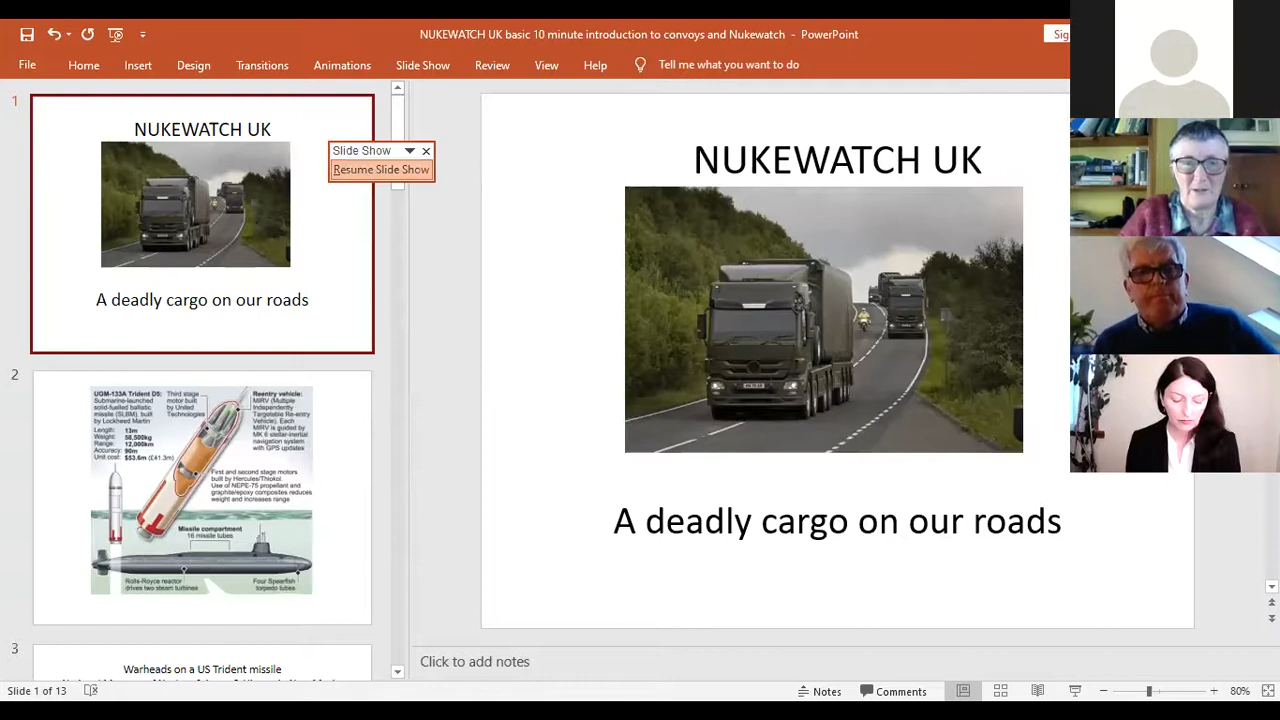 NUKEWATCH UK basic 10 minute introduction to convoys and Nukewatch - PowerPoint
Sig
File Home Insert Design Transitions Animations Slide Show Review View Help Tell me what you want to do
1
NUKEWATCH UK
A deadly cargo on our roads
Slide Show
Resume Slide Show
2
UGM-133A Trident D5:
Submarine-launched
solid-fuelled ballistic
missile (SLBM), built
by Lockheed Martin
Length: 13m
Weight: 58,500kg
Range: 12,000km
Accuracy: 90m
Unit cost: $53.6m (£41.3m)
Third stage
motor built
by United
Technologies
Reentry vehicle:
MIRV (Multiple
Independently
Targetable Re-entry
Vehicle). Each
MIRV is guided by
MK 6 stellar-inertial
navigation system
with GPS updates
First and second stage motors
built by Hercules/Thiokol.
Use of NEPE-75 propellant and
graphite/epoxy composites reduces
weight and increases range
Missile compartment
16 missile tubes
Rolls-Royce reactor
drives two steam turbines
Four Spearfish
torpedo tubes
3
Warheads on a US Trident missile
NUKEWATCH UK
A deadly cargo on our roads
Click to add notes
Slide 1 of 13
Notes
Comments
80%